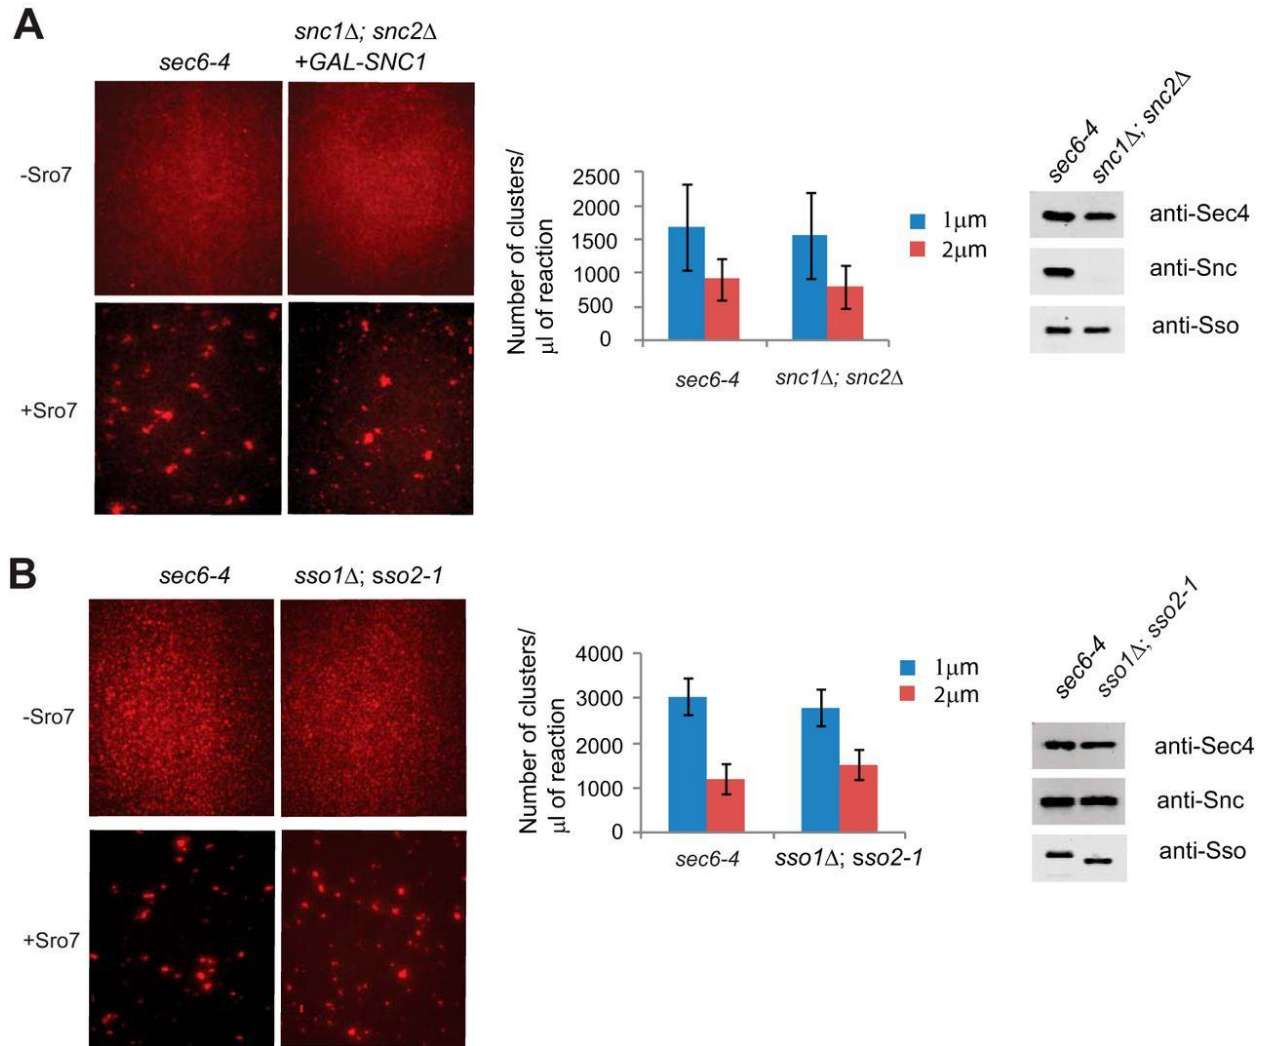 A
sec6-4
snc1Δ; snc2Δ
+GAL-SNC1
-Sro7
+Sro7
Number of clusters/
μl of reaction
2500
2000
1500
1000
500
0
sec6-4
snc1Δ; snc2Δ
1μm
2μm
sec6-4
snc1Δ; snc2Δ
anti-Sec4
anti-Snc
anti-Sso
B
sec6-4
sso1Δ; sso2-1
-Sro7
+Sro7
Number of clusters/
μl of reaction
4000
3000
2000
1000
0
sec6-4
sso1Δ; sso2-1
1μm
2μm
sec6-4
sso1Δ; sso2-1
anti-Sec4
anti-Snc
anti-Sso